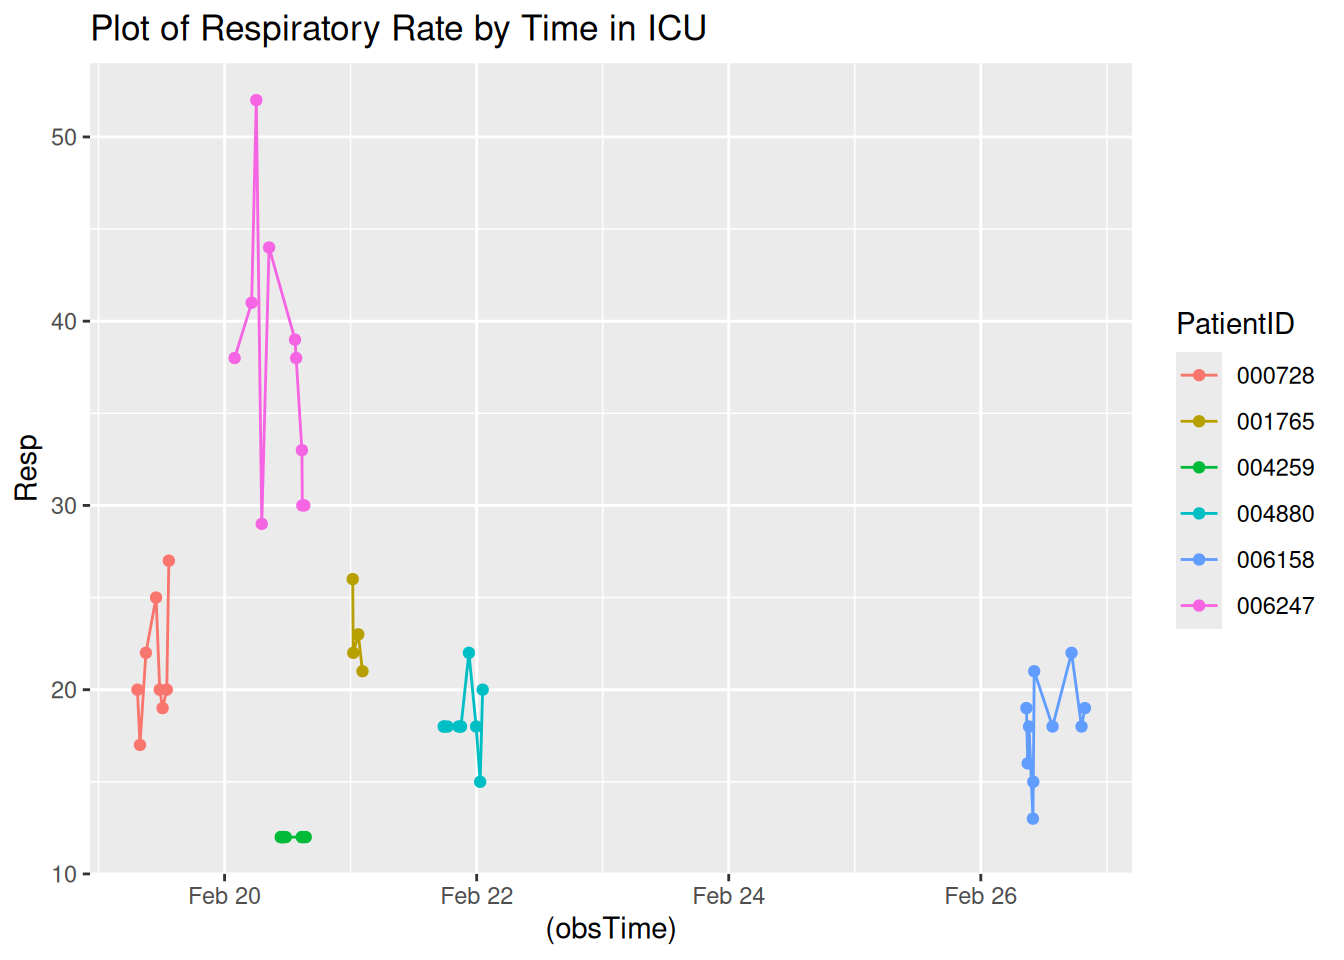 Plot of Respiratory Rate by Time in ICU
Resp
50
40
30
20
10
Feb 20 Feb 22 Feb 24 Feb 26
(obsTime)
PatientID
000728
001765
004259
004880
006158
006247